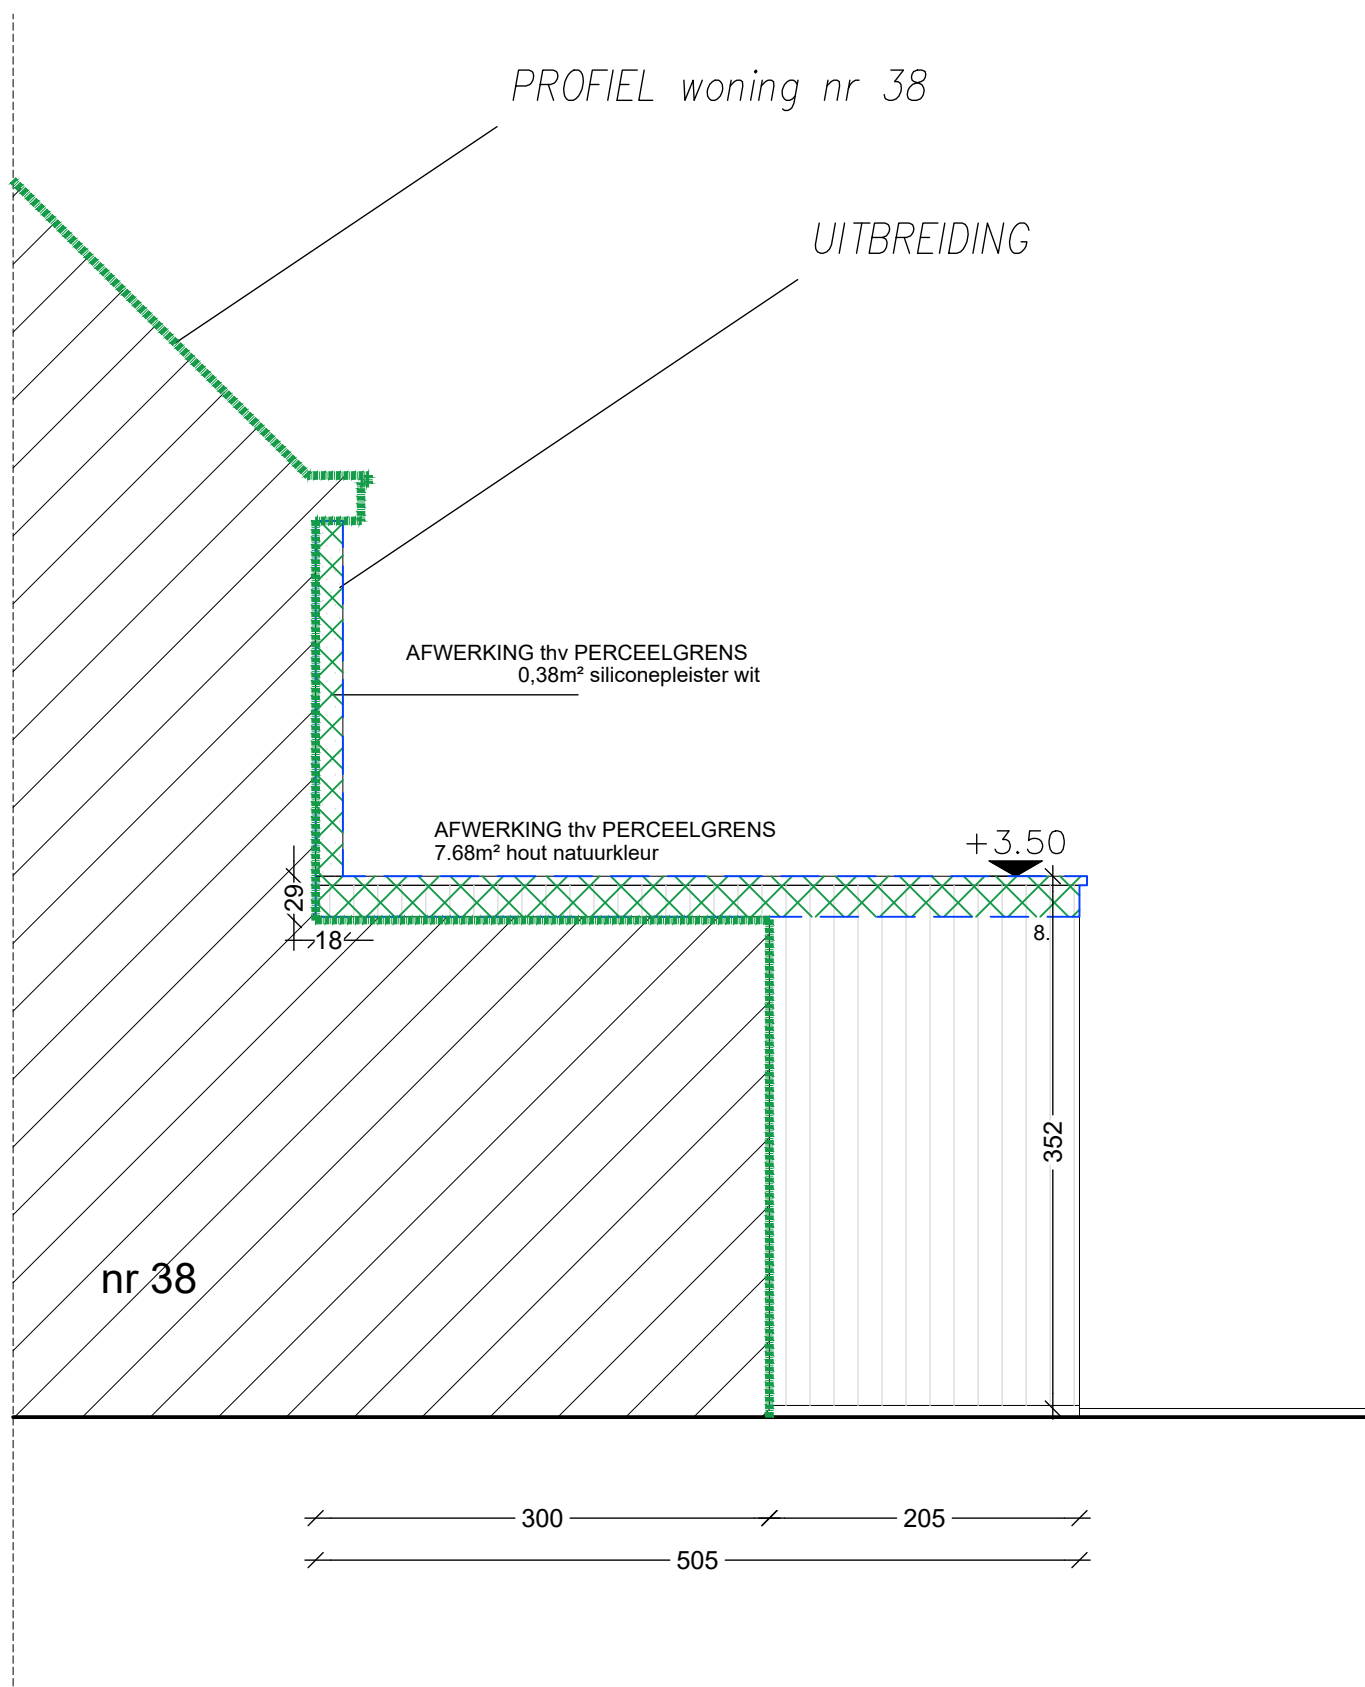 PROFIEL woning nr 38
UITBREIDING
AFWERKING thv PERCEELGRENS
0,38m² siliconepleister wit
AFWERKING thv PERCEELGRENS
7.68m² hout natuurkleur
+3.50
29
18
8.
352
nr 38
300
205
505